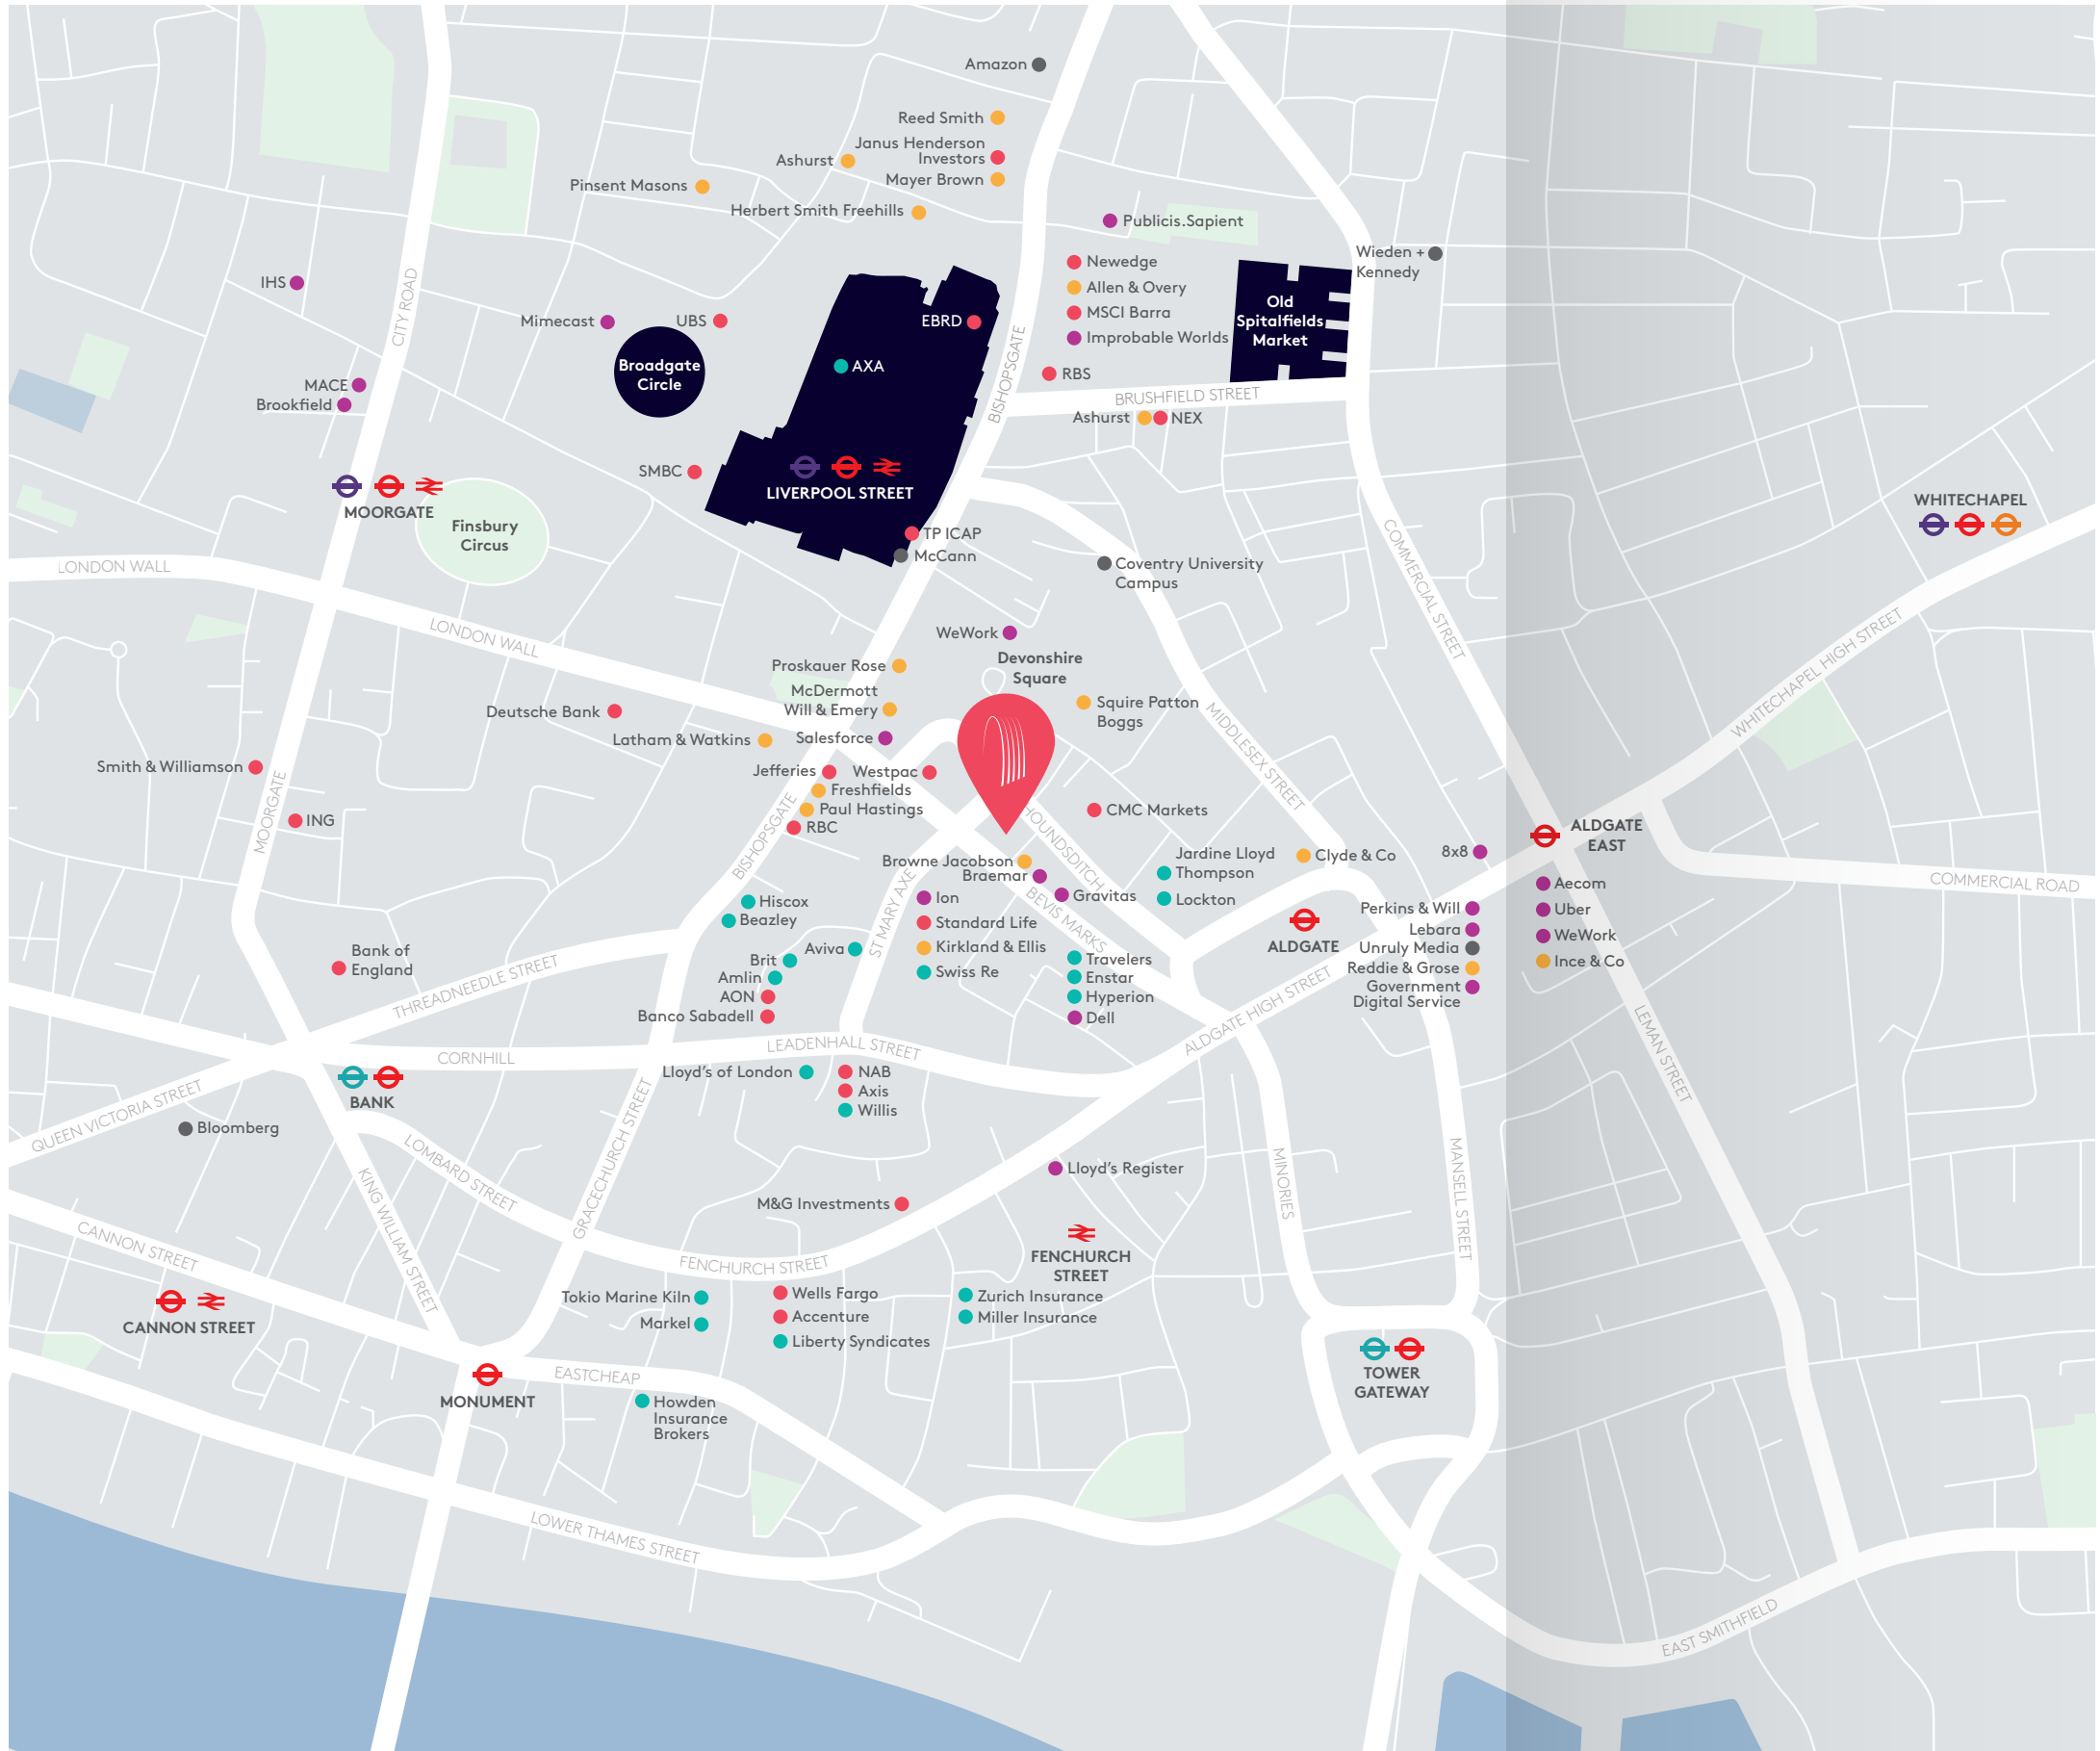 Amazon
Reed Smith
Janus Henderson
Investors
Ashurst
Mayer Brown
Pinsent Masons
Herbert Smith Freehills
Publicis.Sapient
Wieden +
Kennedy
Newedge
Allen & Overy
MSCI Barra
Improbable Worlds
Old
Spitalfields
Market
IHS
CITY ROAD
Mimecast
UBS
EBRD
BISHOPSGATE
Broadgate
Circle
AXA
RBS
MACE
Brookfield
BRUSHFIELD STREET
Ashurst
NEX
SMBC
LIVERPOOL STREET
MOORGATE
Finsbury
Circus
WHITECHAPEL
TP ICAP
McCann
COMMERCIAL STREET
Coventry University
Campus
LONDON WALL
LONDON WALL
WeWork
Devonshire
Square
Proskauer Rose
McDermott
Will & Emery
WHITECHAPEL HIGH STREET
Squire Patton
Boggs
Deutsche Bank
Latham & Watkins
Salesforce
MIDDLESEX STREET
Smith & Williamson
Jefferies
Westpac
Freshfields
Paul Hastings
RBC
CMC Markets
HOUNDSDITCH
MOORGATE
ING
BISHOPSGATE
ALDGATE
EAST
Jardine Lloyd
Thompson
Clyde & Co
8x8
Browne Jacobson
Braemar
Gravitas
Lockton
Aecom
COMMERCIAL ROAD
Hiscox
Beazley
ST MARY AXE
Ion
Standard Life
Kirkland & Ellis
Swiss Re
BEVIS MARKS
Perkins & Will
Lebara
Unruly Media
Reddie & Grose
Government
Digital Service
Uber
WeWork
Ince & Co
ALDGATE
Bank of
England
Aviva
Brit
Amlin
AON
Banco Sabadell
Travelers
Enstar
Hyperion
Dell
THREADNEEDLE STREET
ALDGATE HIGH STREET
LEMAN STREET
CORNHILL
LEADENHALL STREET
BANK
Lloyd's of London
NAB
Axis
Willis
QUEEN VICTORIA STREET
Bloomberg
LOMBARD STREET
KING WILLIAM STREET
GRACECHURCH STREET
Lloyd's Register
MINORIES
MANSELL STREET
M&G Investments
CANNON STREET
FENCHURCH STREET
FENCHURCH
STREET
CANNON STREET
Tokio Marine Kiln
Markel
Wells Fargo
Accenture
Liberty Syndicates
Zurich Insurance
Miller Insurance
TOWER
GATEWAY
MONUMENT
EASTCHEAP
Howden
Insurance
Brokers
LOWER THAMES STREET
EAST SMITHFIELD